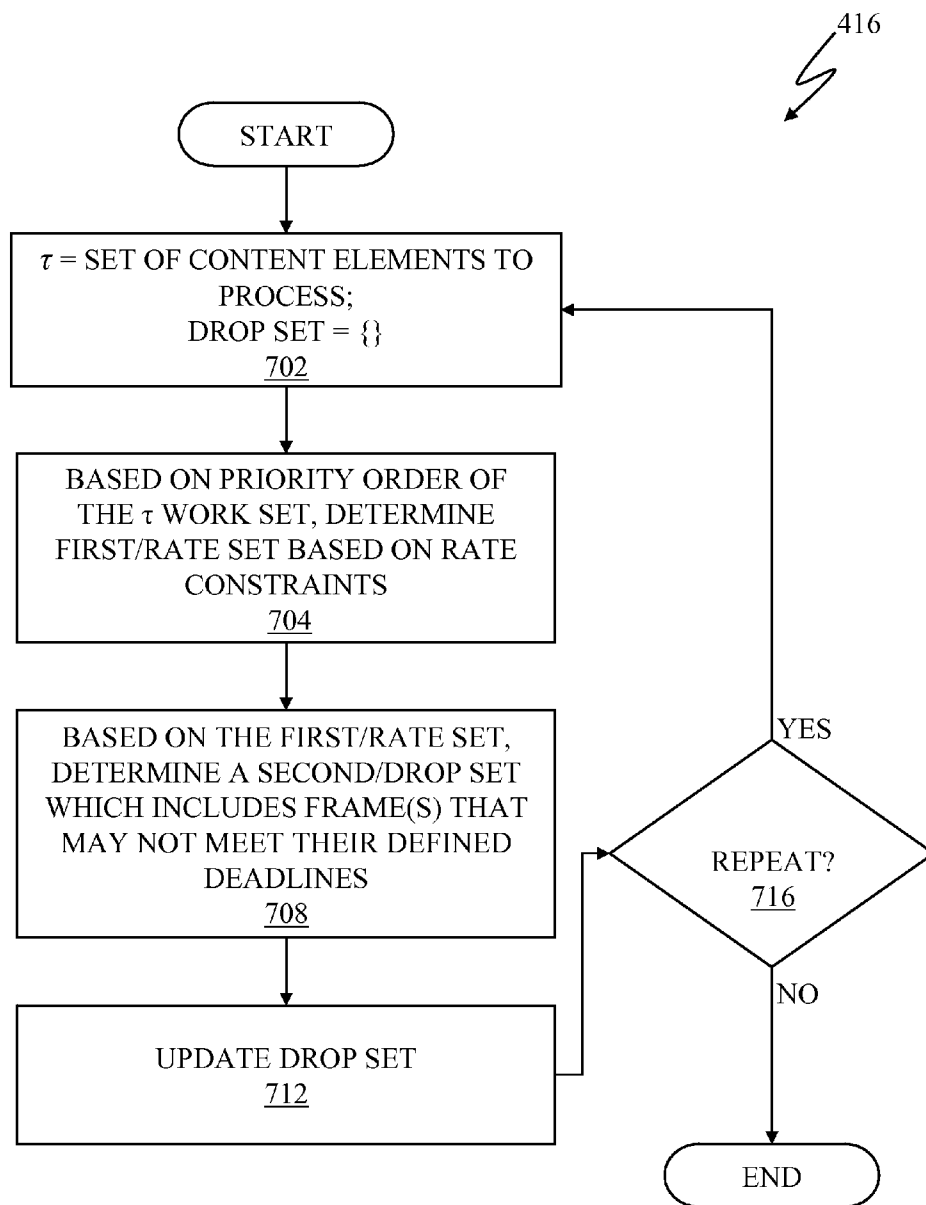 416
START
τ = SET OF CONTENT ELEMENTS TO
PROCESS;
DROP SET = {}
702
BASED ON PRIORITY ORDER OF
THE τ WORK SET, DETERMINE
FIRST/RATE SET BASED ON RATE
CONSTRAINTS
704
BASED ON THE FIRST/RATE SET,
DETERMINE A SECOND/DROP SET
WHICH INCLUDES FRAME(S) THAT
MAY NOT MEET THEIR DEFINED
DEADLINES
708
UPDATE DROP SET
712
YES
REPEAT?
716
NO
END